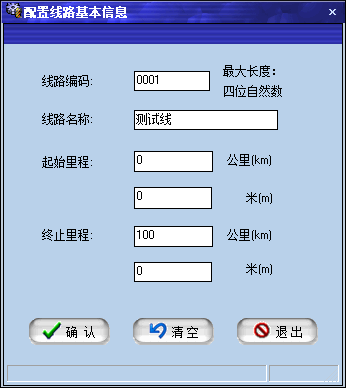 配置线路基本信息
线路编码: 0001 最大长度:
四位自然数
线路名称: 测试线
起始里程: 0 公里(km)
0 米(m)
终止里程: 100 公里(km)
0 米(m)
确 认 清 空 退 出